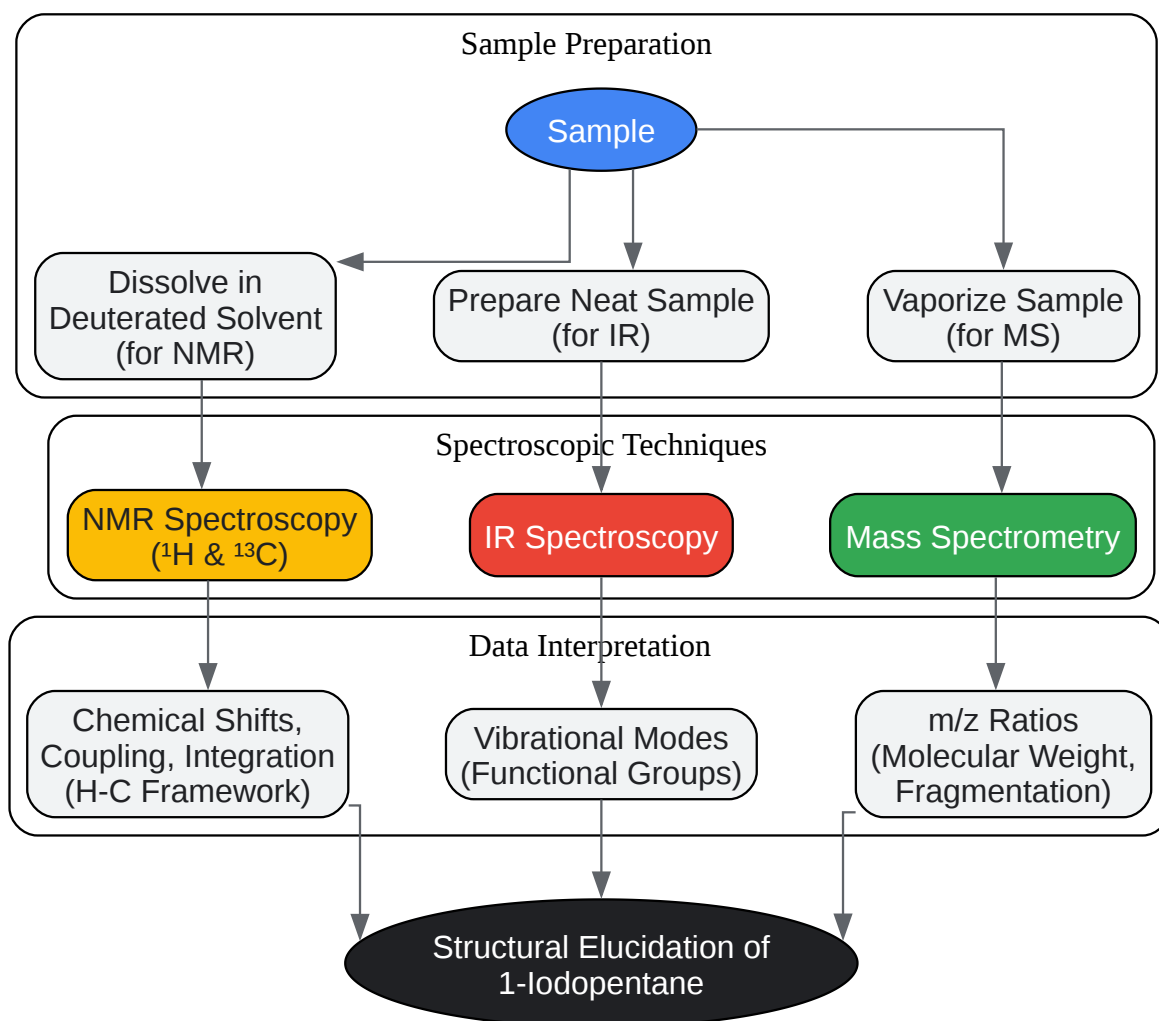 Sample Preparation
Sample
Dissolve in
Deuterated Solvent
(for NMR)
Prepare Neat Sample
(for IR)
Vaporize Sample
(for MS)
Spectroscopic Techniques
NMR Spectroscopy
(¹H & ¹³C)
IR Spectroscopy
Mass Spectrometry
Data Interpretation
Chemical Shifts,
Coupling, Integration
(H-C Framework)
Vibrational Modes
(Functional Groups)
m/z Ratios
(Molecular Weight,
Fragmentation)
Structural Elucidation of
1-Iodopentane